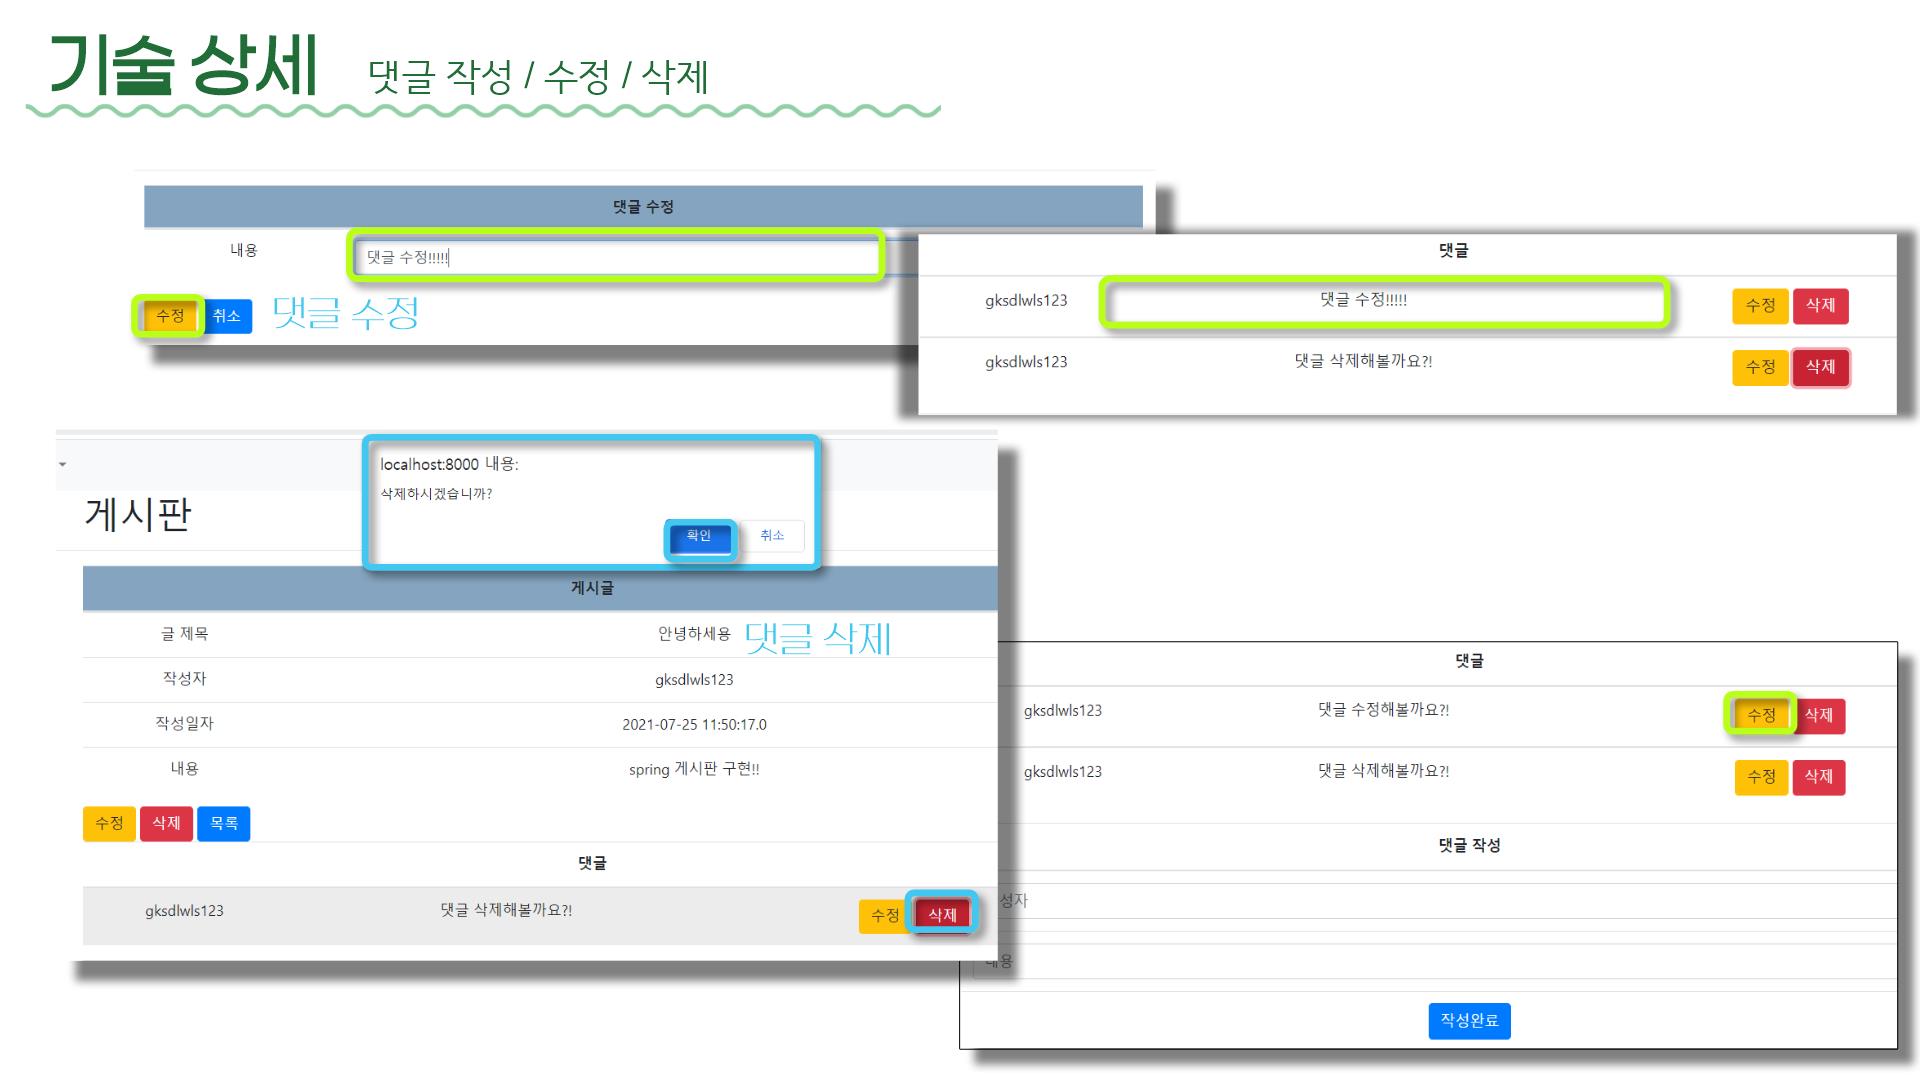 기술 상세 댓글 작성 / 수정 / 삭제
댓글 수정
내용 댓글 수정!!!!!
수정 취소 댓글 수정
댓글
gksdlwls123 댓글 수정!!!!! 수정 삭제
gksdlwls123 댓글 삭제해볼까요?! 수정 삭제
localhost:8000 내용:
삭제하시겠습니까?
확인 취소
게시판
게시글
글 제목 안녕하세용 댓글 삭제
작성자 gksdlwls123
작성일자 2021-07-25 11:50:17.0
내용 spring 게시판 구현!!
수정 삭제 목록
댓글
gksdlwls123 댓글 삭제해볼까요?! 수정 삭제
댓글
gksdlwls123 댓글 수정해볼까요?! 수정 삭제
gksdlwls123 댓글 삭제해볼까요?! 수정 삭제
댓글 작성
성자
내용
작성완료